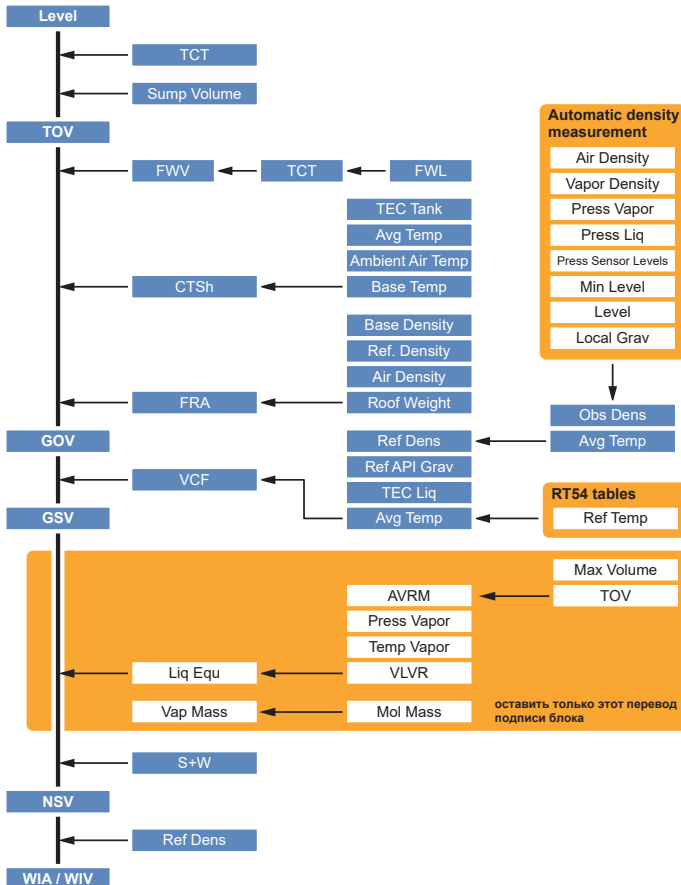 Level
TCT
Sump Volume
TOV
Automatic density
measurement
Air Density
Vapor Density
Press Vapor
Press Liq
Press Sensor Levels
Min Level
Level
Local Grav
FWV
TCT
FWL
TEC Tank
Avg Temp
Ambient Air Temp
Base Temp
CTSh
Base Density
Ref. Density
Air Density
Roof Weight
FRA
Obs Dens
Avg Temp
GOV
Ref Dens
Ref API Grav
TEC Liq
Avg Temp
VCF
RT54 tables
Ref Temp
GSV
Max Volume
TOV
AVRM
Press Vapor
Temp Vapor
VLVR
Liq Equ
Vap Mass
Mol Mass
оставить только этот перевод
подписи блока
S+W
NSV
Ref Dens
WIA / WIV